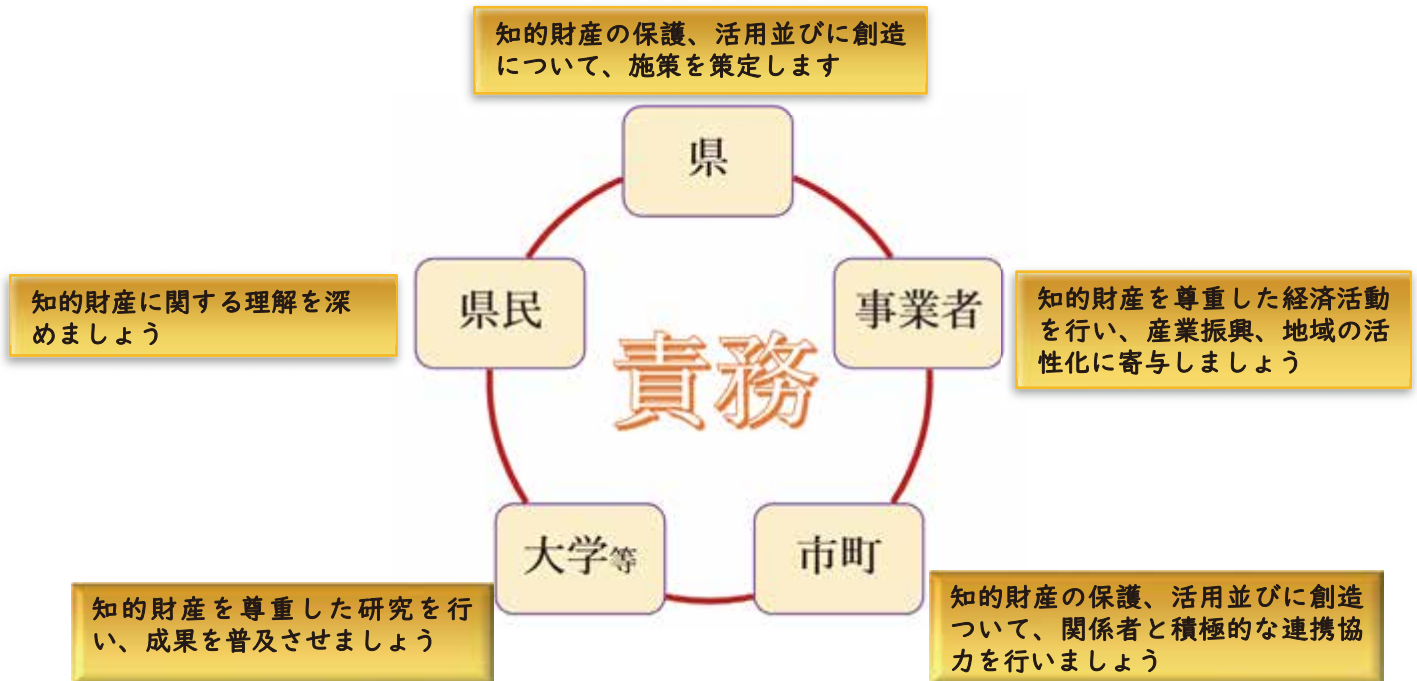 知的財産の保護、活用並びに創造
について、施策を策定します
県
県民
事業者
知的財産に関する理解を深
めましょう
知的財産を尊重した経済活動
を行い、産業振興、地域の活
性化に寄与しましょう
責務
大学等
市町
知的財産を尊重した研究を行
い、成果を普及させましょう
知的財産の保護、活用並びに創造
ついて、関係者と積極的な連携協
力を行いましょう